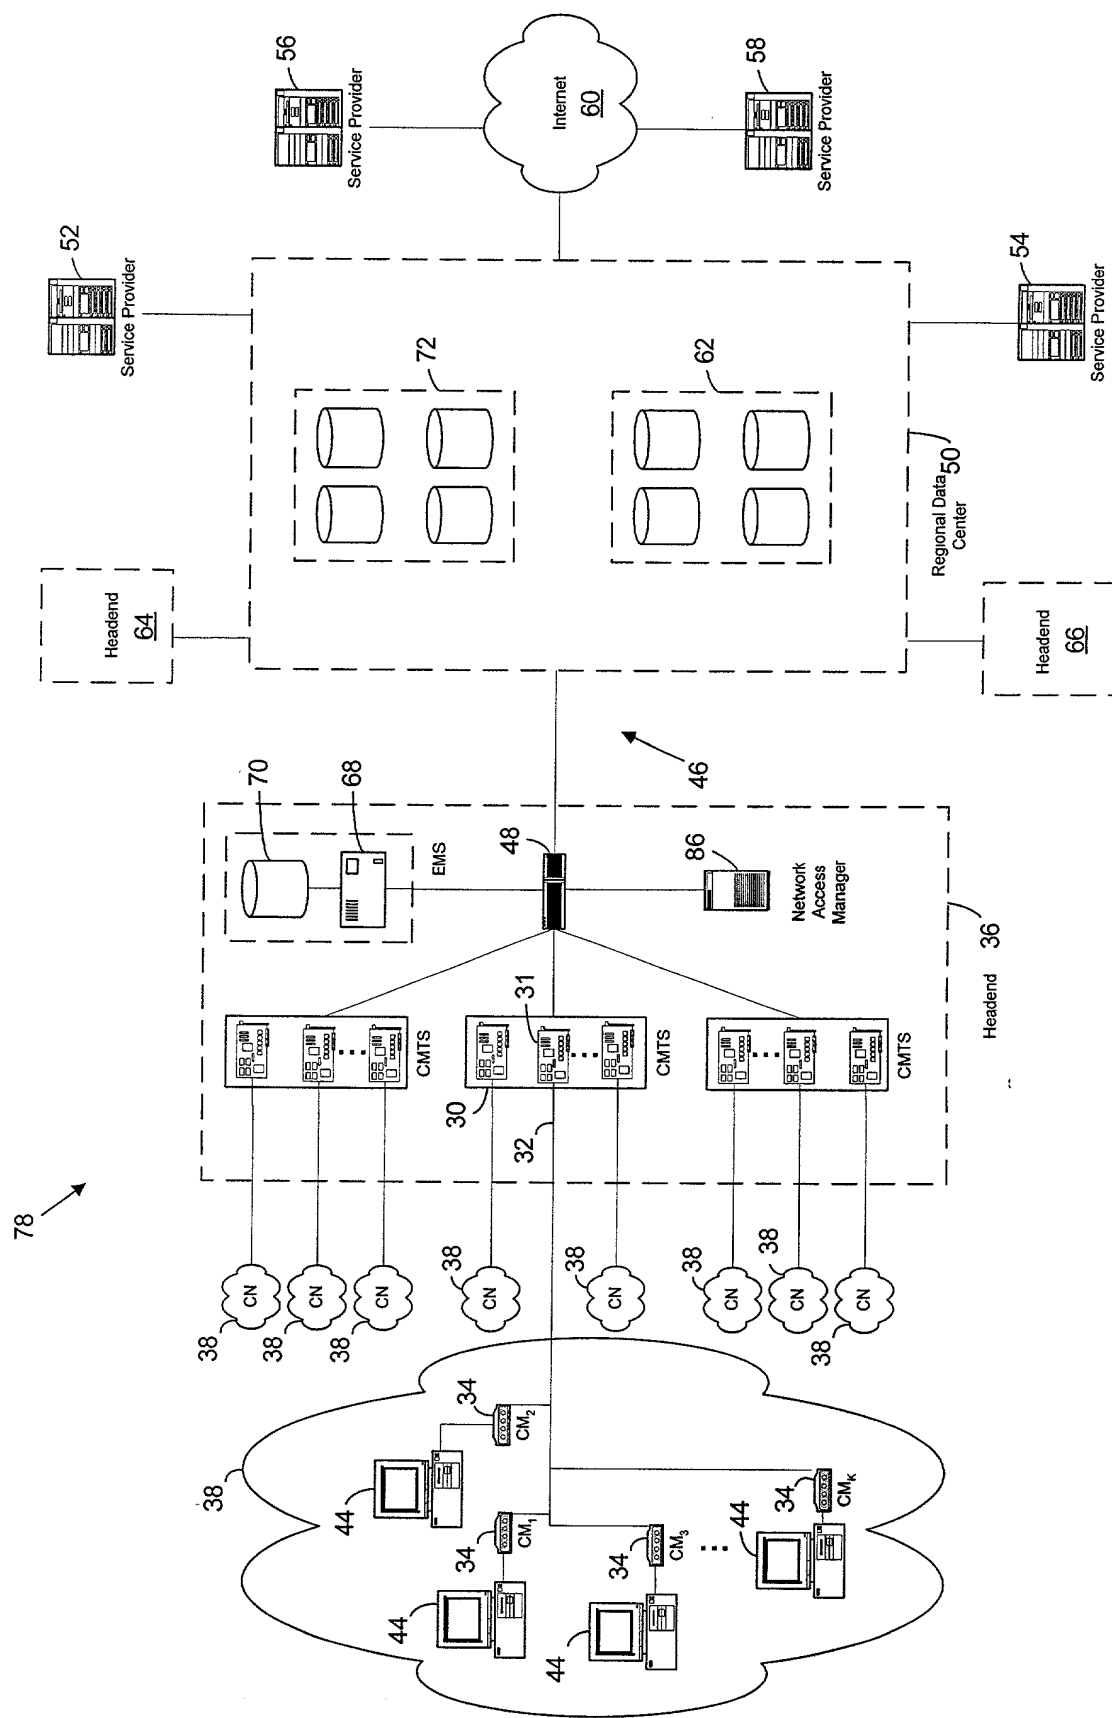 78
38
44
34
CM1
44
34
CM2
44
34
CM3
44
34
CMK
38
CN
38
CN
38
CN
38
CN
38
CN
38
CN
38
CN
38
CN
32
30
31
CMTS
CMTS
CMTS
70
68
EMS
48
86
Network
Access
Manager
Headend
36
46
Headend
64
Headend
66
72
62
Regional Data
Center
50
52
Service Provider
54
Service Provider
56
Service Provider
58
Service Provider
Internet
60